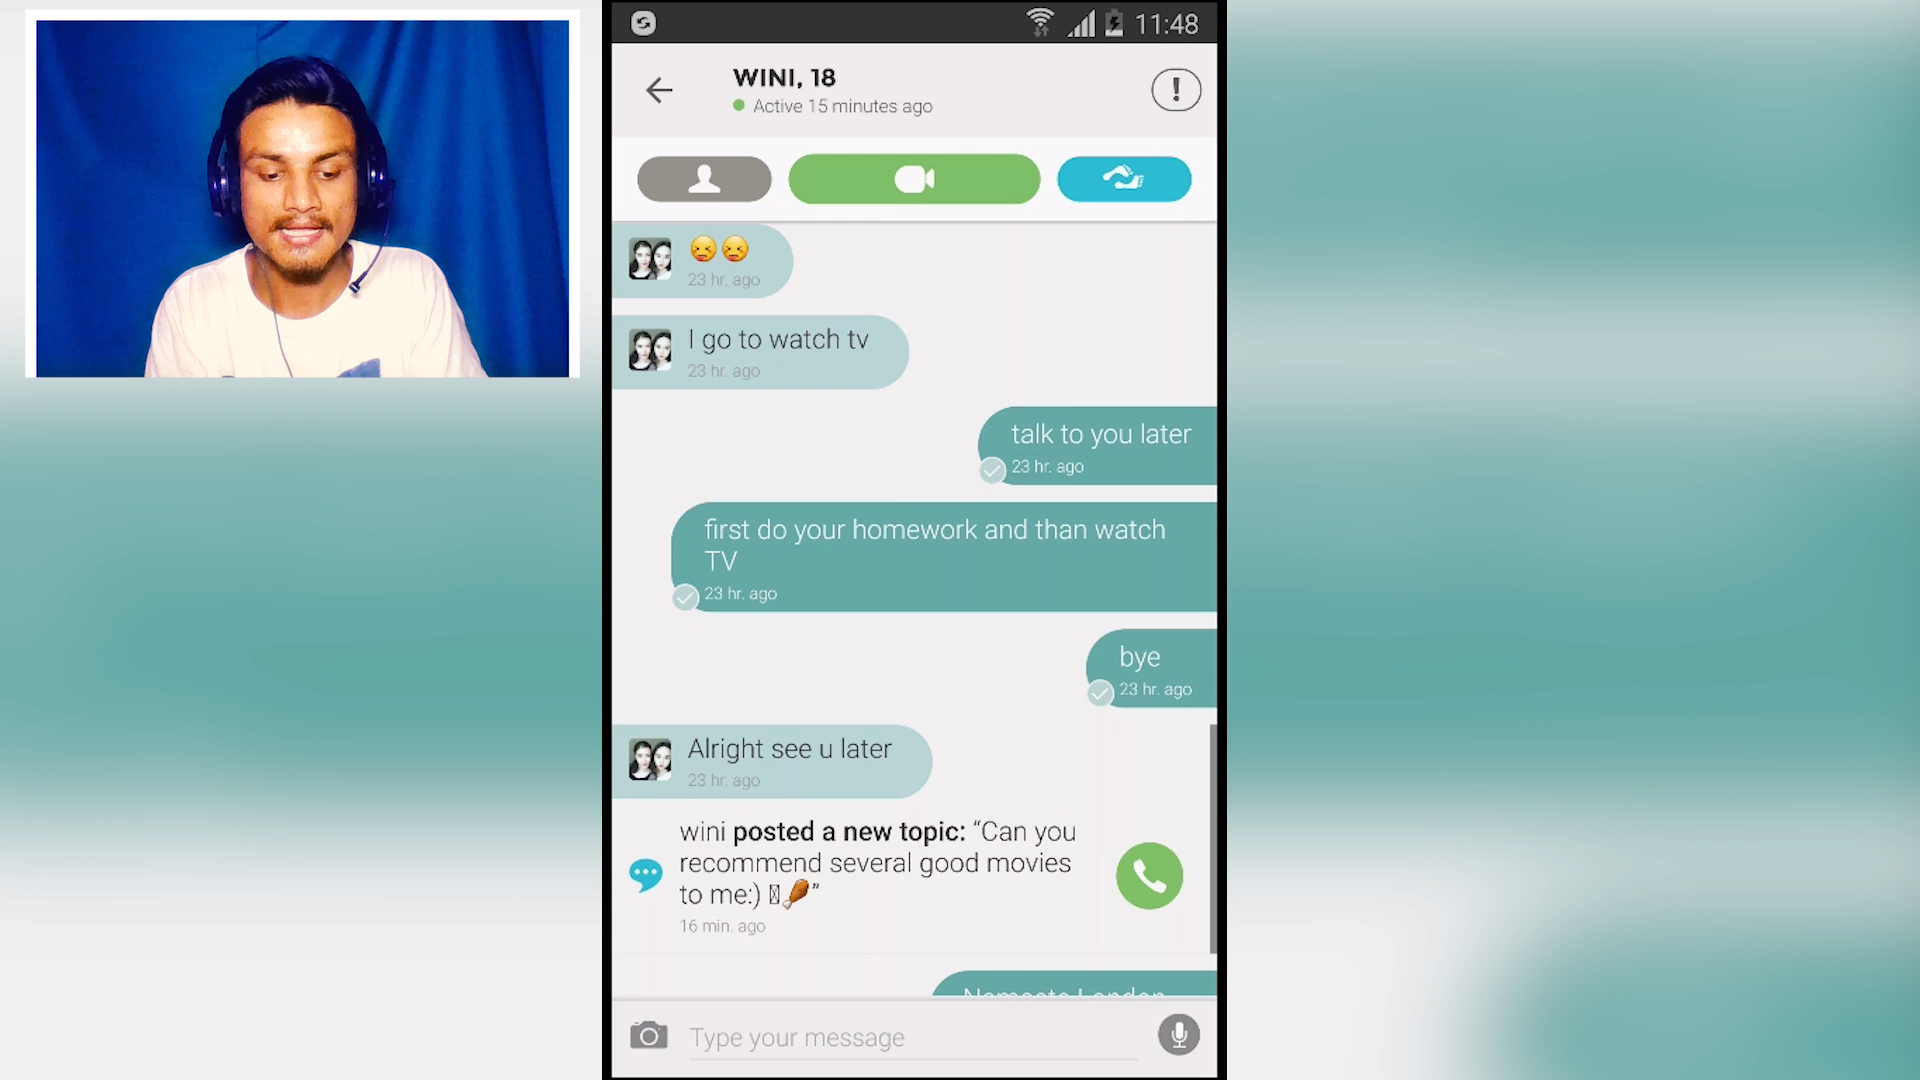 11:48
WINI, 18
Active 15 minutes ago
😝😝
23 hr. ago
I go to watch tv
23 hr. ago
talk to you later
23 hr. ago
first do your homework and than watch
TV
23 hr. ago
bye
23 hr. ago
Alright see u later
23 hr. ago
wini posted a new topic: “Can you
recommend several good movies
to me:) 🍗”
16 min. ago
Namaste London
Type your message